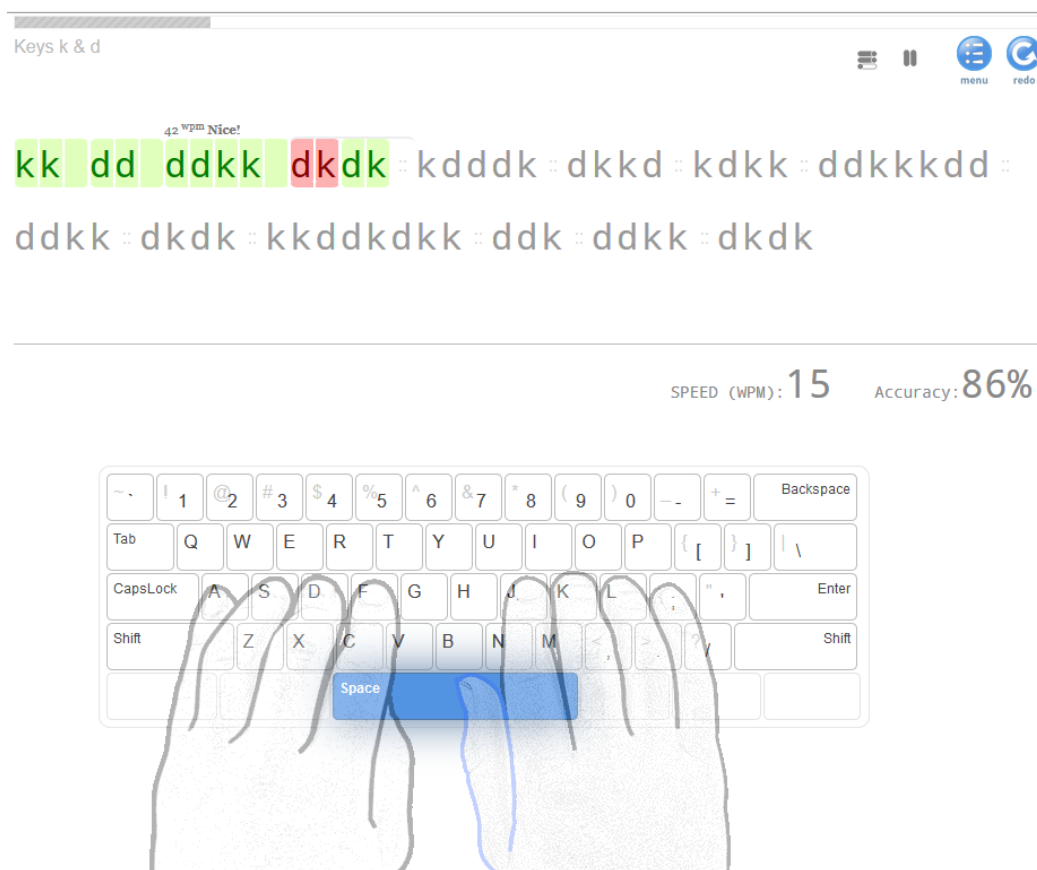 Keys k & d
menu redo
42 wpm Nice!
kk dd ddkk dkdk :: kdddk :: dkkd :: kdkk :: ddkkkdd ::
ddkk :: dkdk :: kkddkdkk :: ddk :: ddkk :: dkdk
SPEED (WPM): 15 Accuracy: 86%
~ ` ! 1 @ 2 # 3 $ 4 % 5 ^ 6 & 7 * 8 ( 9 ) 0 _ - + = Backspace
Tab Q W E R T Y U I O P { [ } ] | \
CapsLock A S D F G H J K L : ; " ' Enter
Shift Z X C V B N M < , > . ? / Shift
Space